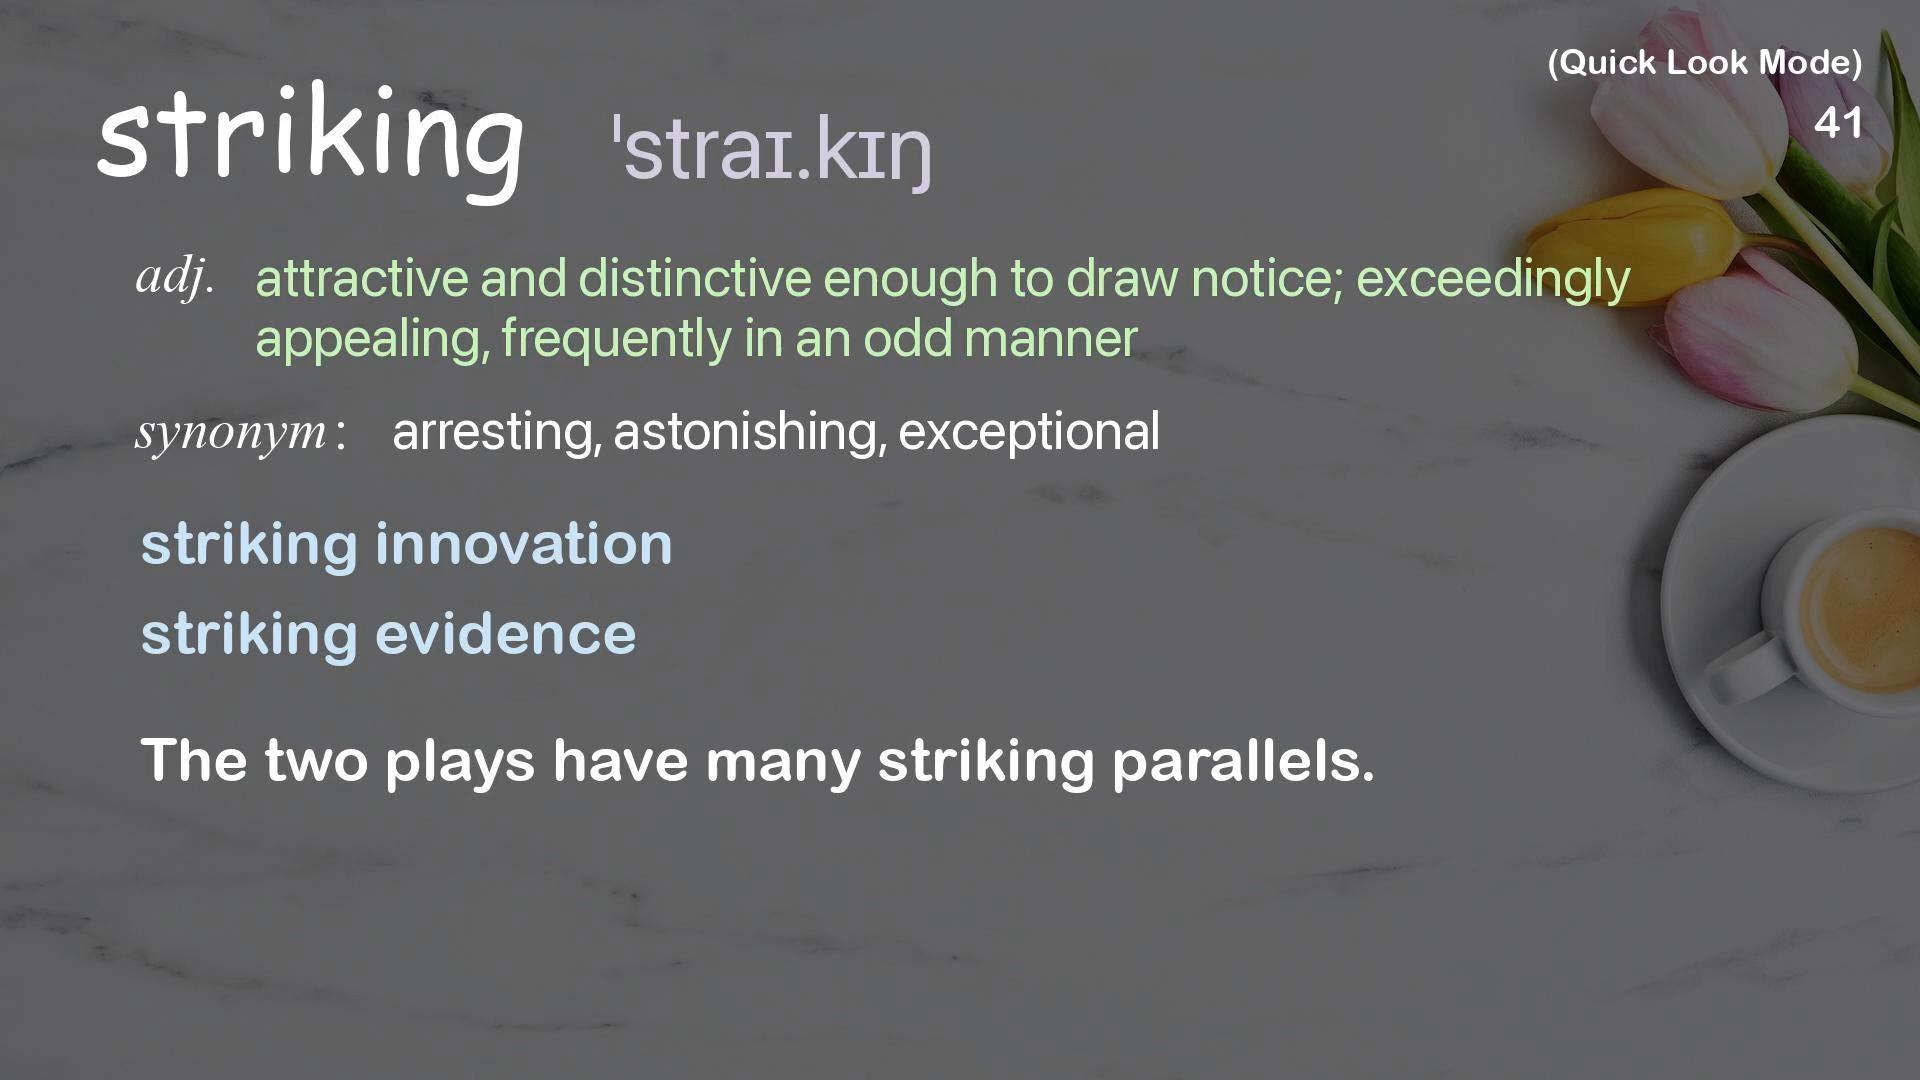 (Quick Look Mode)
41
striking ˈstraɪ.kɪŋ
adj. attractive and distinctive enough to draw notice; exceedingly
appealing, frequently in an odd manner
synonym : arresting, astonishing, exceptional
striking innovation
striking evidence
The two plays have many striking parallels.